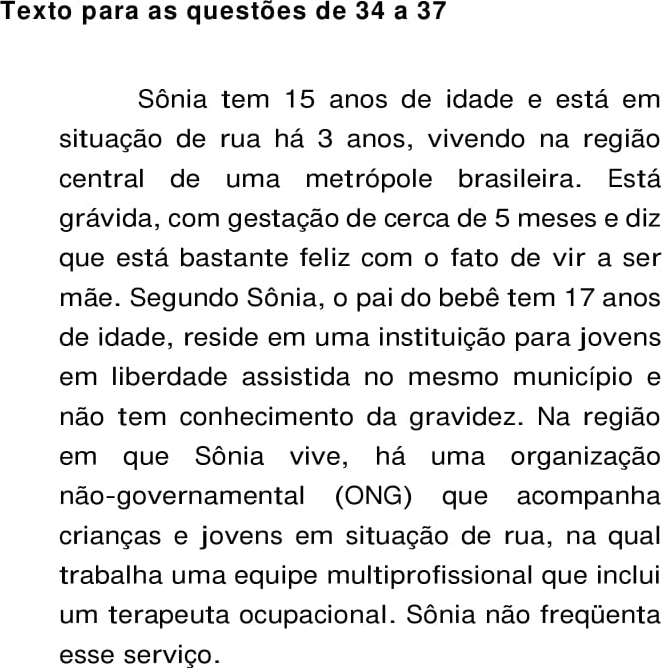 Texto para as questões de 34 a 37
Sônia tem 15 anos de idade e está em
situação de rua há 3 anos, vivendo na região
central de uma metrópole brasileira. Está
grávida, com gestação de cerca de 5 meses e diz
que está bastante feliz com o fato de vir a ser
mãe. Segundo Sônia, o pai do bebê tem 17 anos
de idade, reside em uma instituição para jovens
em liberdade assistida no mesmo município e
não tem conhecimento da gravidez. Na região
em que Sônia vive, há uma organização
não-governamental (ONG) que acompanha
crianças e jovens em situação de rua, na qual
trabalha uma equipe multiprofissional que inclui
um terapeuta ocupacional. Sônia não freqüenta
esse serviço.